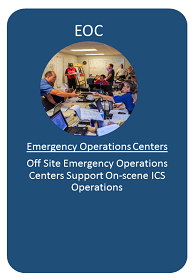 EOC
Emergency Operations Centers
Off Site Emergency Operations
Centers Support On-scene ICS
Operations